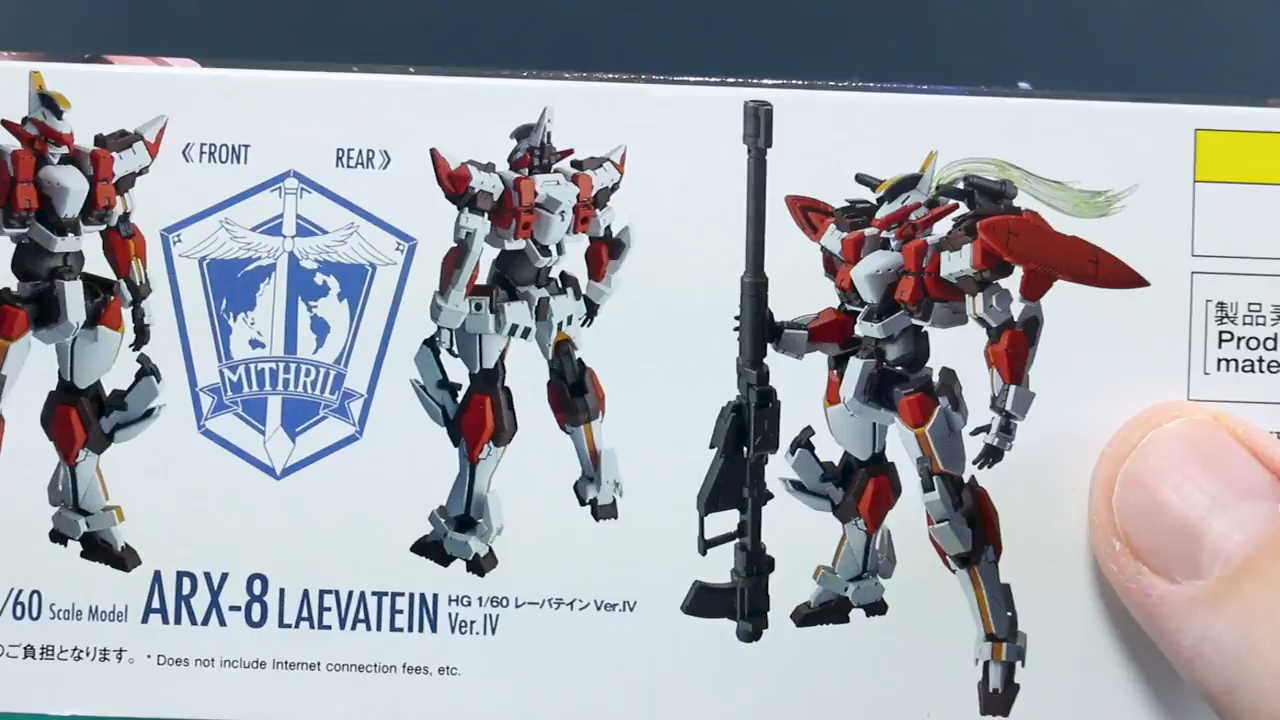 《FRONT
REAR》
MITHRIL
/60 Scale Model ARX-8 LAEVATEIN HG 1/60 レーバテイン Ver.IV
Ver.IV
ご負担となります。 * Does not include Internet connection fees, etc.
製品素
Prod
mate